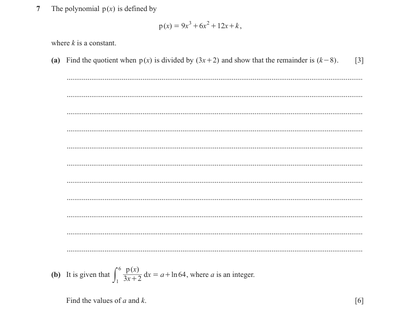 7 The polynomial p(x) is defined by
p(x) = 9x³ + 6x² + 12x + k,
where k is a constant.
(a) Find the quotient when p(x) is divided by (3x + 2) and show that the remainder is (k − 8). [3]
(b) It is given that ∫₁⁶ p(x)/(3x + 2) dx = a + ln 64, where a is an integer.
Find the values of a and k. [6]